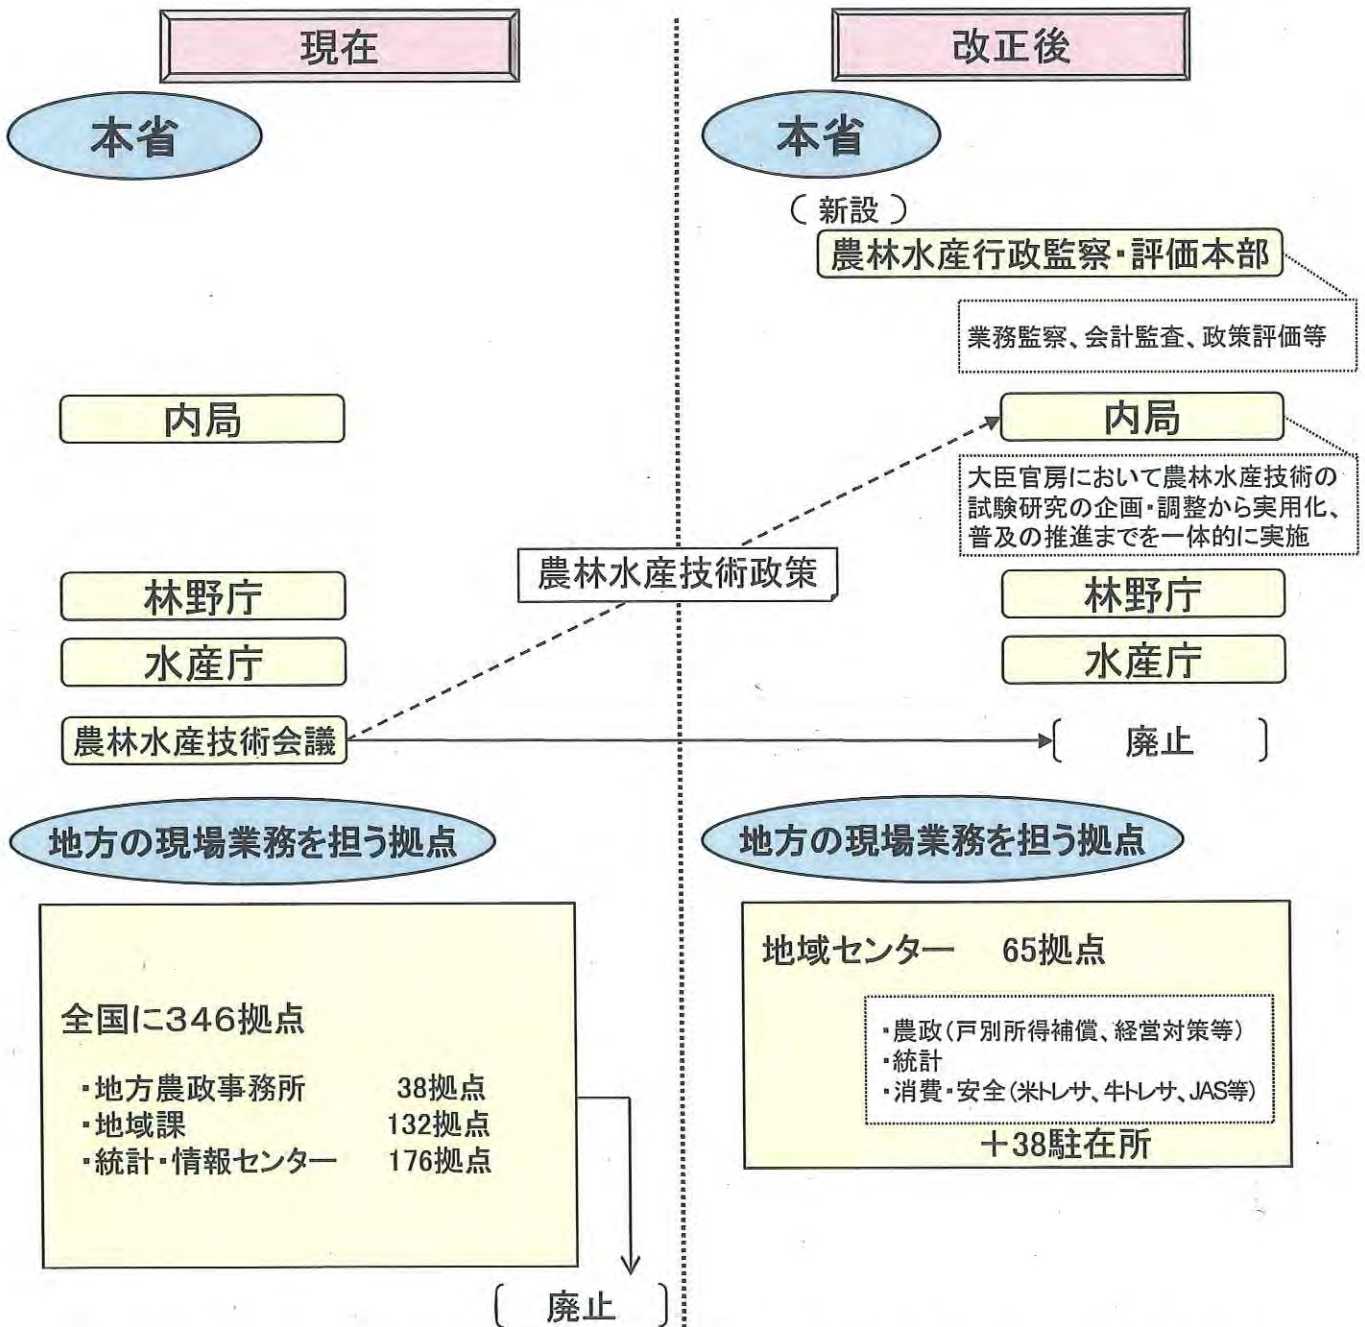 現在
本省
内局
林野庁
水産庁
農林水産技術会議
農林水産技術政策
地方の現場業務を担う拠点
全国に346拠点
・地方農政事務所 38拠点
・地域課 132拠点
・統計・情報センター 176拠点
〔 廃止 〕
改正後
本省
（ 新設 ）
農林水産行政監察・評価本部
業務監察、会計監査、政策評価等
内局
大臣官房において農林水産技術の
試験研究の企画・調整から実用化、
普及の推進までを一体的に実施
林野庁
水産庁
〔 廃止 〕
地方の現場業務を担う拠点
地域センター 65拠点
・農政(戸別所得補償、経営対策等)
・統計
・消費・安全(米トレサ、牛トレサ、JAS等)
＋38駐在所